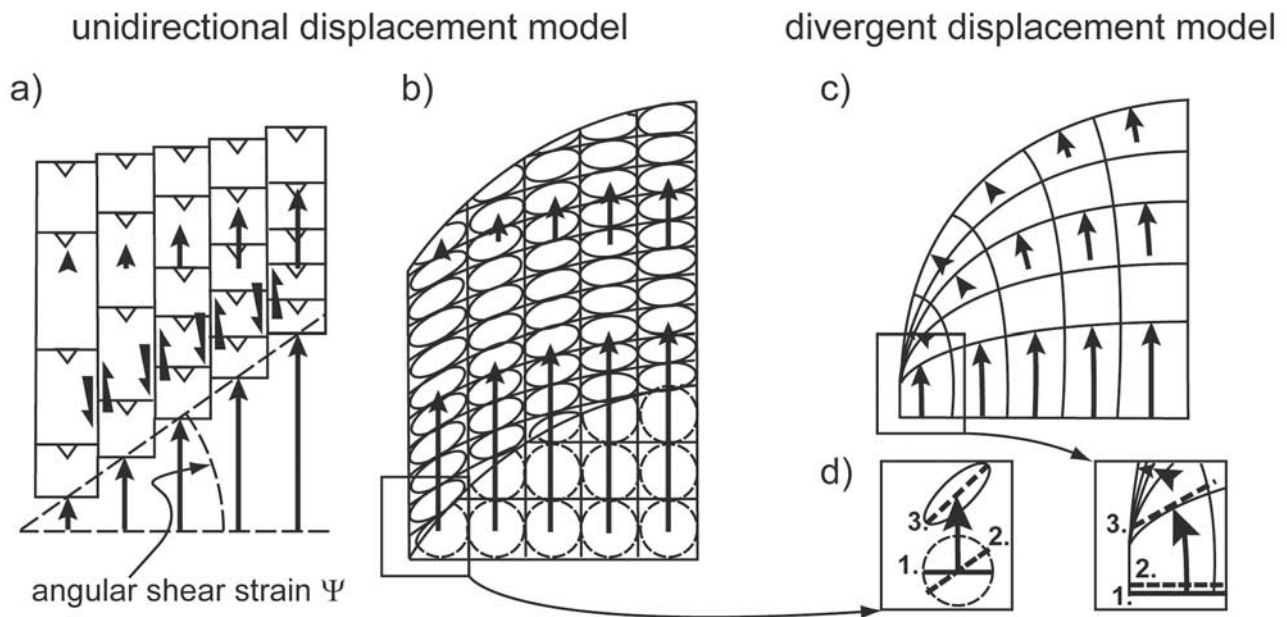 unidirectional displacement model
divergent displacement model
a)
b)
c)
angular shear strain Ψ
d)
3.
2.
1.
3.
2.
1.